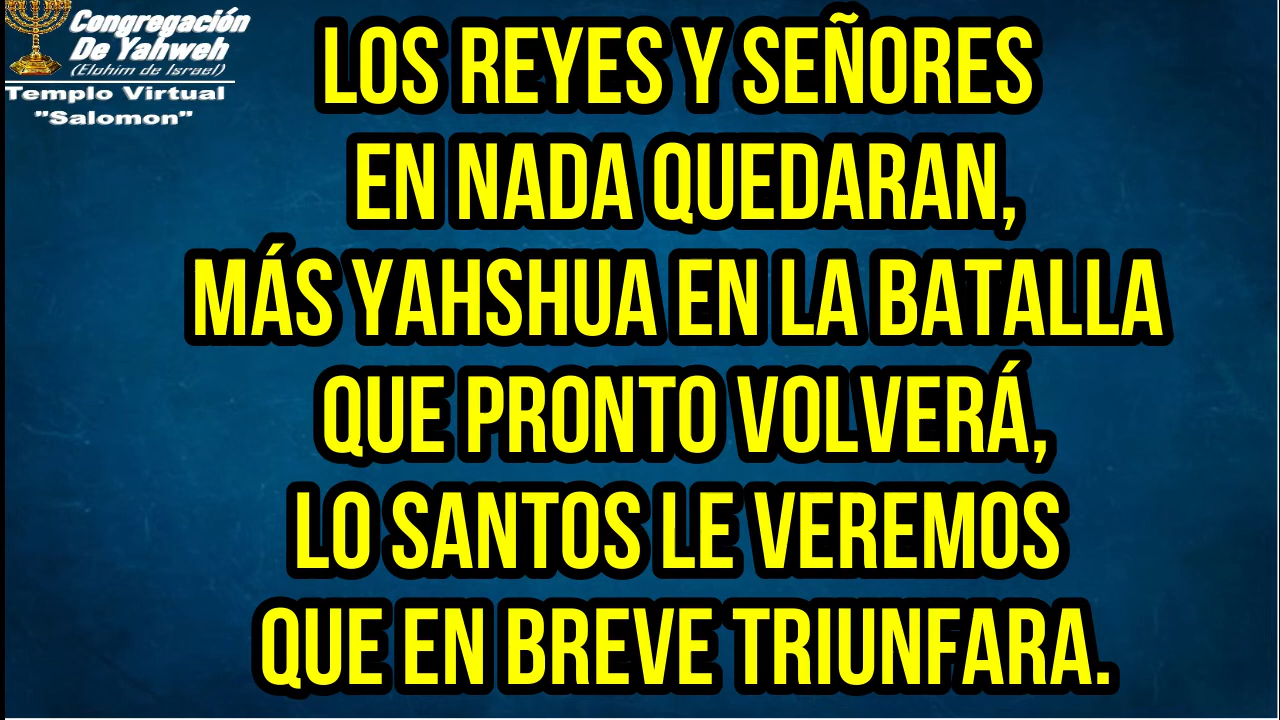 Congregación
De Yahweh
(Elohim de Israel)
Templo Virtual
"Salomon"
LOS REYES Y SEÑORES
EN NADA QUEDARAN,
MÁS YAHSHUA EN LA BATALLA
QUE PRONTO VOLVERÁ,
LO SANTOS LE VEREMOS
QUE EN BREVE TRIUNFARA.